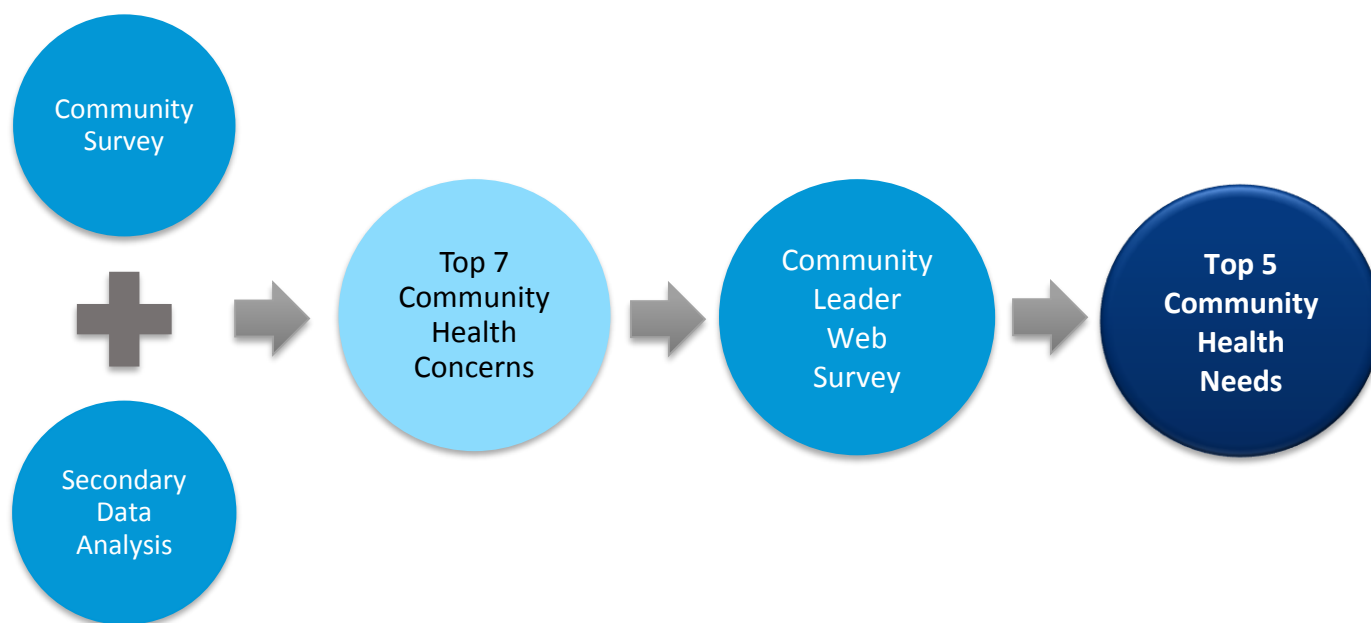 Community
Survey
Secondary
Data
Analysis
Top 7
Community
Health
Concerns
Community
Leader
Web
Survey
Top 5
Community
Health
Needs